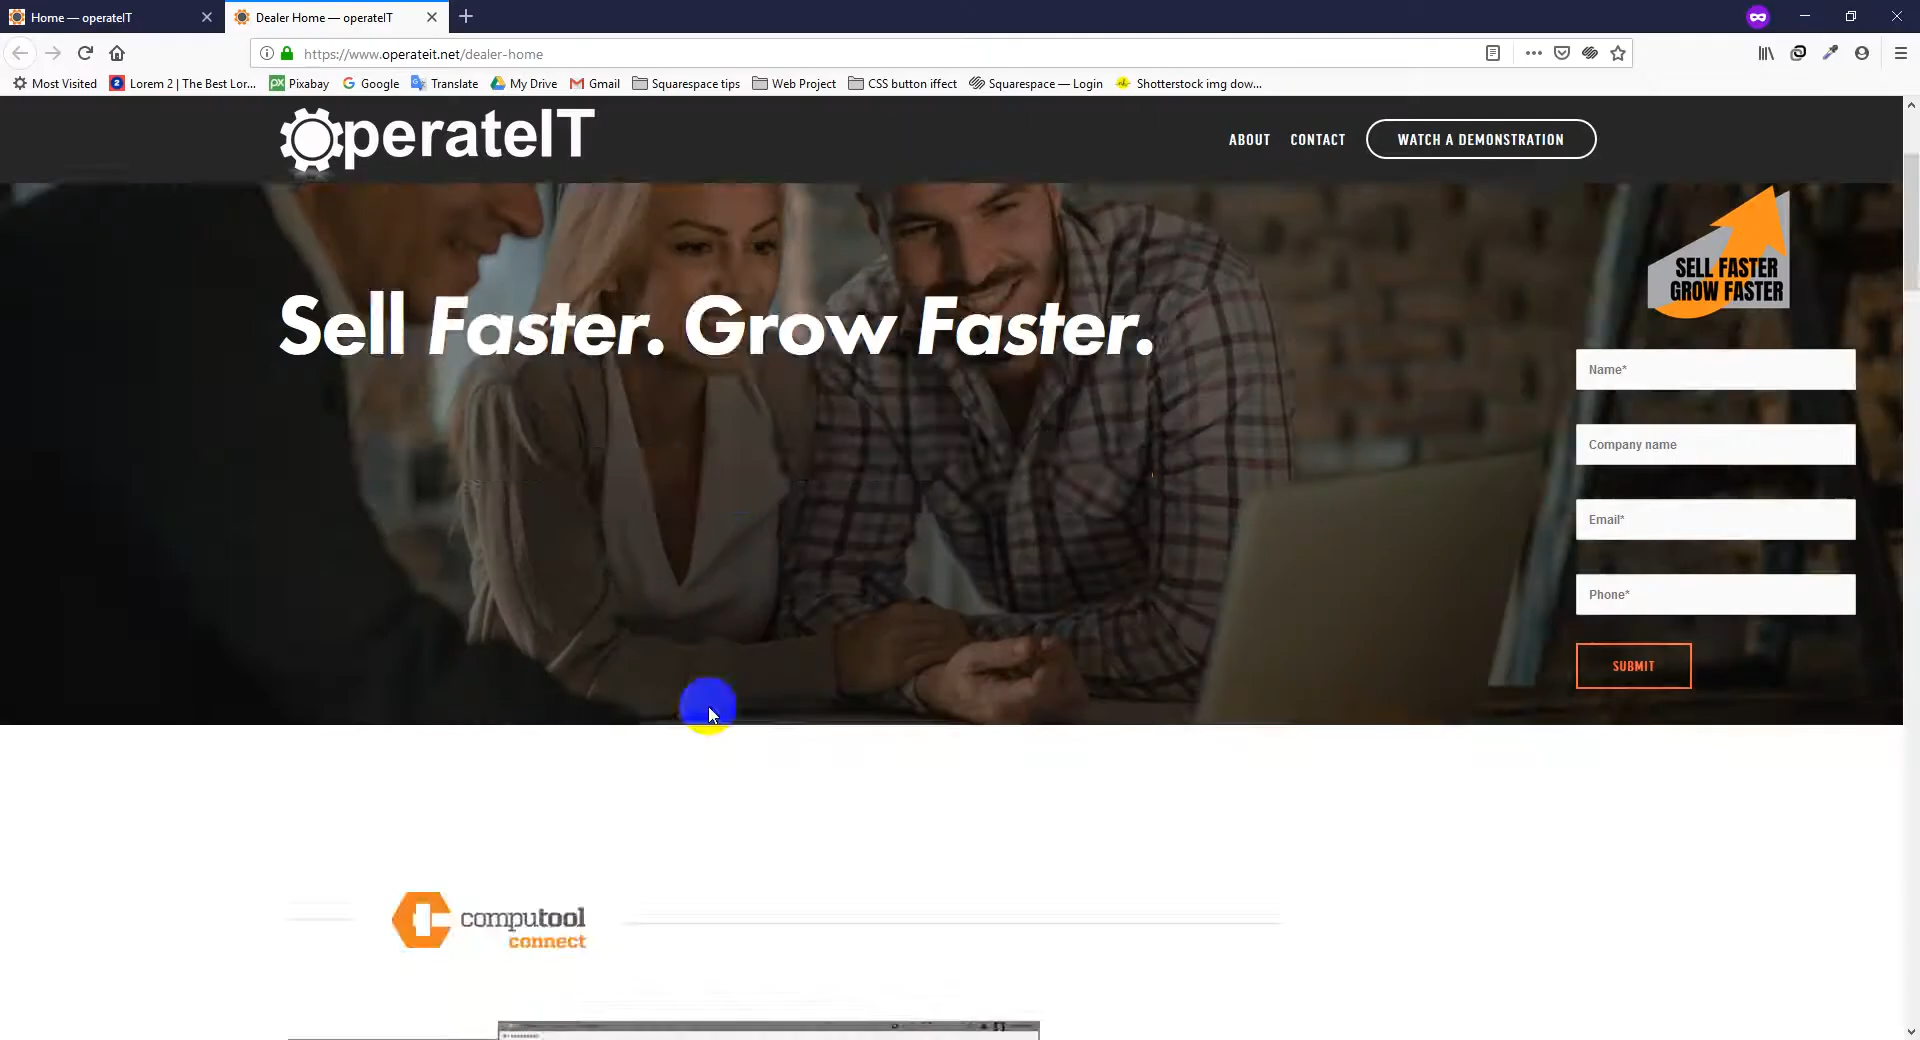 Home — operateIT
Dealer Home — operateIT
https://www.operateit.net/dealer-home
Most Visited
Lorem 2 | The Best Lor...
Pixabay
Google
Translate
My Drive
Gmail
Squarespace tips
Web Project
CSS button iffect
Squarespace — Login
Shotterstock img dow...
OperateIT
ABOUT
CONTACT
WATCH A DEMONSTRATION
SELL FASTER
GROW FASTER
Sell Faster. Grow Faster.
Name*
Company name
Email*
Phone*
SUBMIT
computool
connect